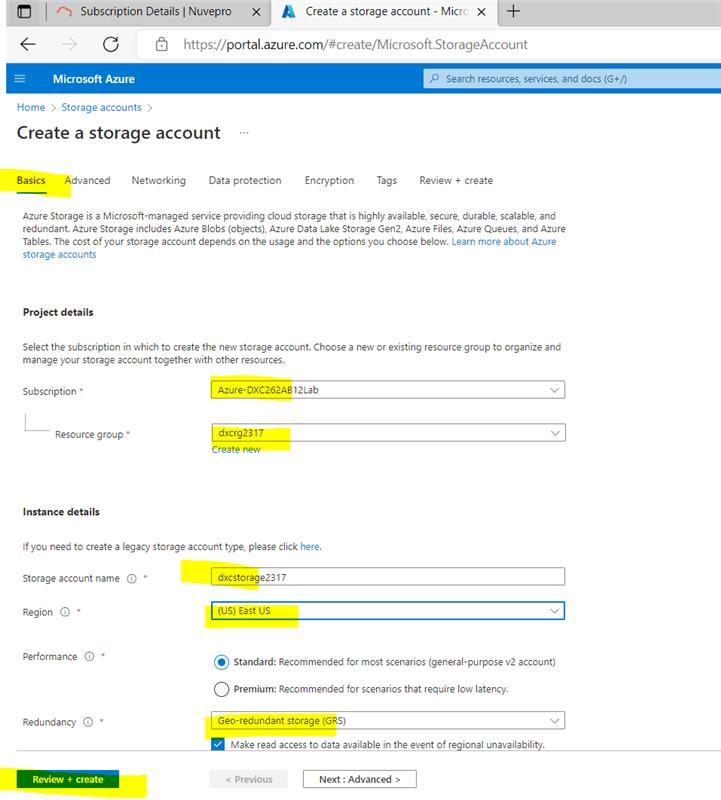 Subscription Details | Nuvepro
Create a storage account - Micro
https://portal.azure.com/#create/Microsoft.StorageAccount
Microsoft Azure
Search resources, services, and docs (G+/)
Home > Storage accounts >
Create a storage account ...
Basics Advanced Networking Data protection Encryption Tags Review + create
Azure Storage is a Microsoft-managed service providing cloud storage that is highly available, secure, durable, scalable, and
redundant. Azure Storage includes Azure Blobs (objects), Azure Data Lake Storage Gen2, Azure Files, Azure Queues, and Azure
Tables. The cost of your storage account depends on the usage and the options you choose below. Learn more about Azure
storage accounts
Project details
Select the subscription in which to create the new storage account. Choose a new or existing resource group to organize and
manage your storage account together with other resources.
Subscription *
Azure-DXC262AB12Lab
Resource group *
dxcrg2317
Create new
Instance details
If you need to create a legacy storage account type, please click here.
Storage account name *
dxcstorage2317
Region *
(US) East US
Performance *
Standard: Recommended for most scenarios (general-purpose v2 account)
Premium: Recommended for scenarios that require low latency.
Redundancy *
Geo-redundant storage (GRS)
Make read access to data available in the event of regional unavailability.
Review + create
< Previous
Next : Advanced >